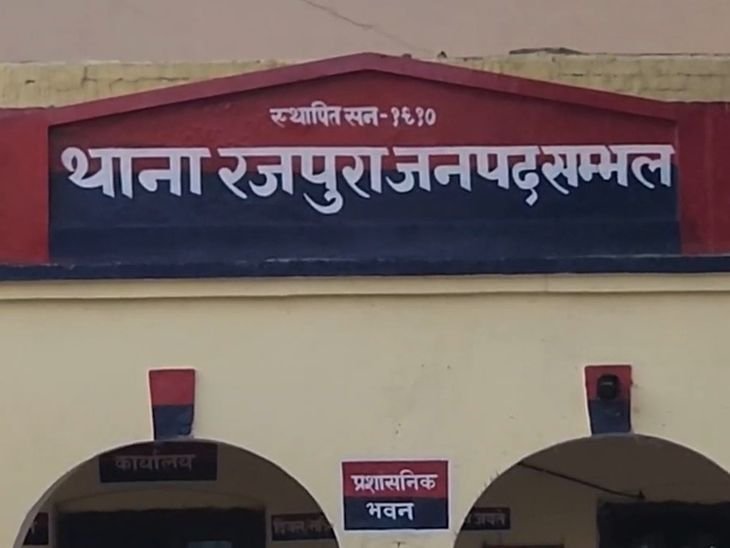 स्थापित सन-१९१०
थाना रजपुरा जनपद सम्भल
कार्यालय
प्रशासनिक
भवन